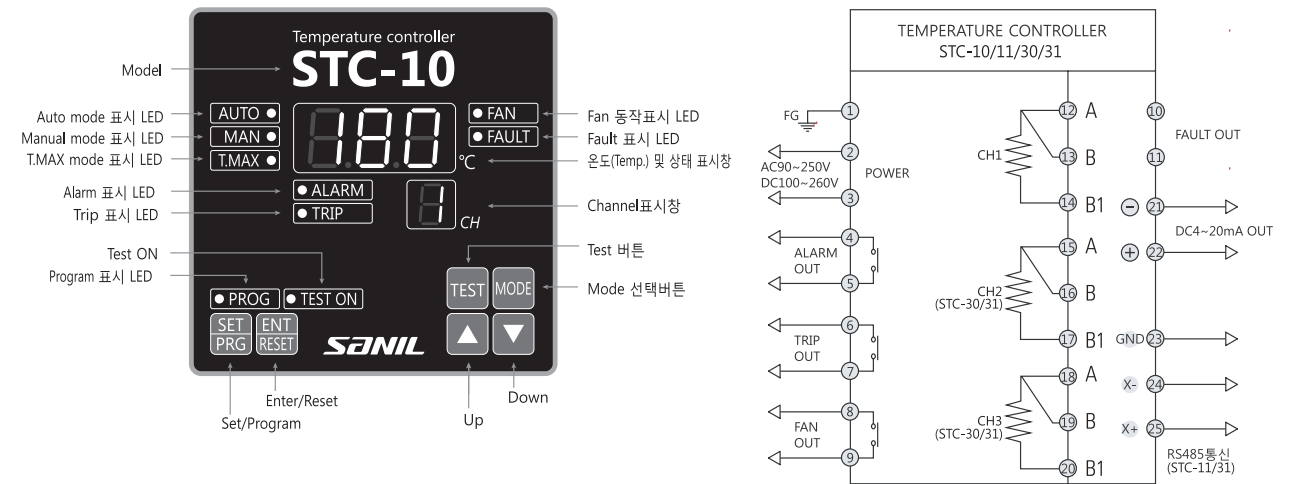 Temperature controller
STC-10
Model
AUTO
MAN
T.MAX
Auto mode 표시 LED
Manual mode 표시 LED
T.MAX mode 표시 LED
180
℃
FAN
FAULT
Fan 동작표시 LED
Fault 표시 LED
온도(Temp.) 및 상태 표시창
Alarm 표시 LED
Trip 표시 LED
ALARM
TRIP
1
CH
Channel표시창
Test ON
Program 표시 LED
Test 버튼
Mode 선택버튼
PROG
TEST ON
TEST
MODE
SET
PRG
ENT
RESET
SANIL
Enter/Reset
Set/Program
Up
Down
TEMPERATURE CONTROLLER
STC-10/11/30/31
FG
1
2
AC90~250V
DC100~260V
POWER
3
4
ALARM
OUT
5
6
TRIP
OUT
7
8
FAN
OUT
9
12 A
CH1
13 B
14 B1
15 A
CH2
(STC-30/31)
16 B
17 B1
18 A
CH3
(STC-30/31)
19 B
20 B1
10
FAULT OUT
11
⊖ 21
DC4~20mA OUT
⊕ 22
GND 23
X- 24
X+ 25
RS485통신
(STC-11/31)